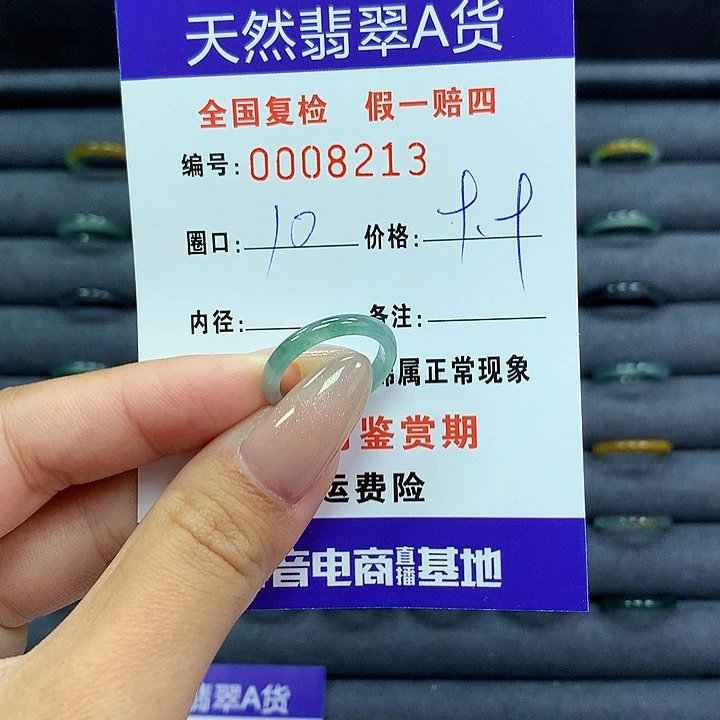 天然翡翠A货
全国复检 假一赔四
编号:0008213
圈口:10 价格:
内径: 备注:
属正常现象
鉴赏期
运费险
音电商直播基地
翡翠A货